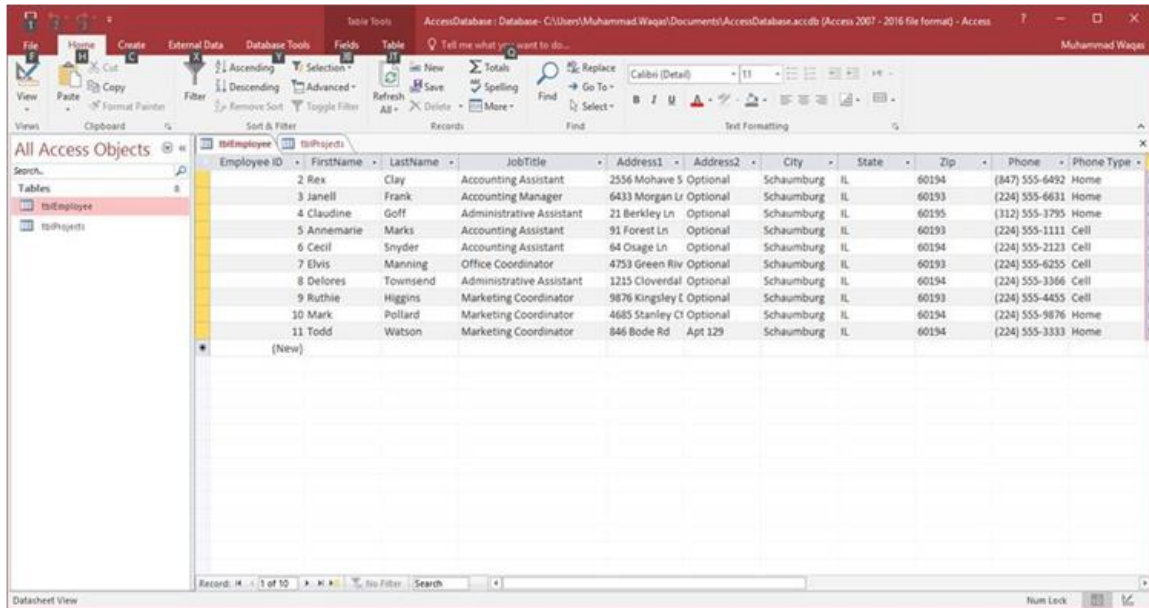 Table Tools AccessDatabase : Database- C:\Users\Muhammad.Waqas\Documents\AccessDatabase.accdb (Access 2007 - 2016 file format) - Access ?
File Home Create External Data Database Tools Fields Table Tell me what you want to do... Muhammad Waqas
F H C X Y JT Q
View Paste Cut Copy Format Painter Filter Ascending Descending Remove Sort Selection Advanced Toggle Filter Refresh All New Save Delete Totals Spelling More Find Replace Go To Select Calibri (Detail) 11 B I U A
Views Clipboard Sort & Filter Records Find Text Formatting
All Access Objects
Search..
Tables
tblEmployee
tblProjects
tblEmployee tblProjects
Employee ID FirstName LastName JobTitle Address1 Address2 City State Zip Phone Phone Type
2 Rex Clay Accounting Assistant 2556 Mohave S Optional Schaumburg IL 60194 (847) 555-6492 Home
3 Janell Frank Accounting Manager 6433 Morgan Lr Optional Schaumburg IL 60193 (224) 555-6631 Home
4 Claudine Goff Administrative Assistant 21 Berkley Ln Optional Schaumburg IL 60195 (312) 555-3795 Home
5 Annemarie Marks Accounting Assistant 91 Forest Ln Optional Schaumburg IL 60193 (224) 555-1111 Cell
6 Cecil Snyder Accounting Assistant 64 Osage Ln Optional Schaumburg IL 60194 (224) 555-2123 Cell
7 Elvis Manning Office Coordinator 4753 Green Riv Optional Schaumburg IL 60193 (224) 555-6255 Cell
8 Delores Townsend Administrative Assistant 1215 Cloverdal Optional Schaumburg IL 60194 (224) 555-3366 Cell
9 Ruthie Higgins Marketing Coordinator 9876 Kingsley Optional Schaumburg IL 60193 (224) 555-4455 Cell
10 Mark Pollard Marketing Coordinator 4685 Stanley Optional Schaumburg IL 60194 (224) 555-9876 Home
11 Todd Watson Marketing Coordinator 846 Bode Rd Apt 129 Schaumburg IL 60194 (224) 555-3333 Home
(New)
Record: 1 of 10 No Filter Search
Datasheet View Num Lock